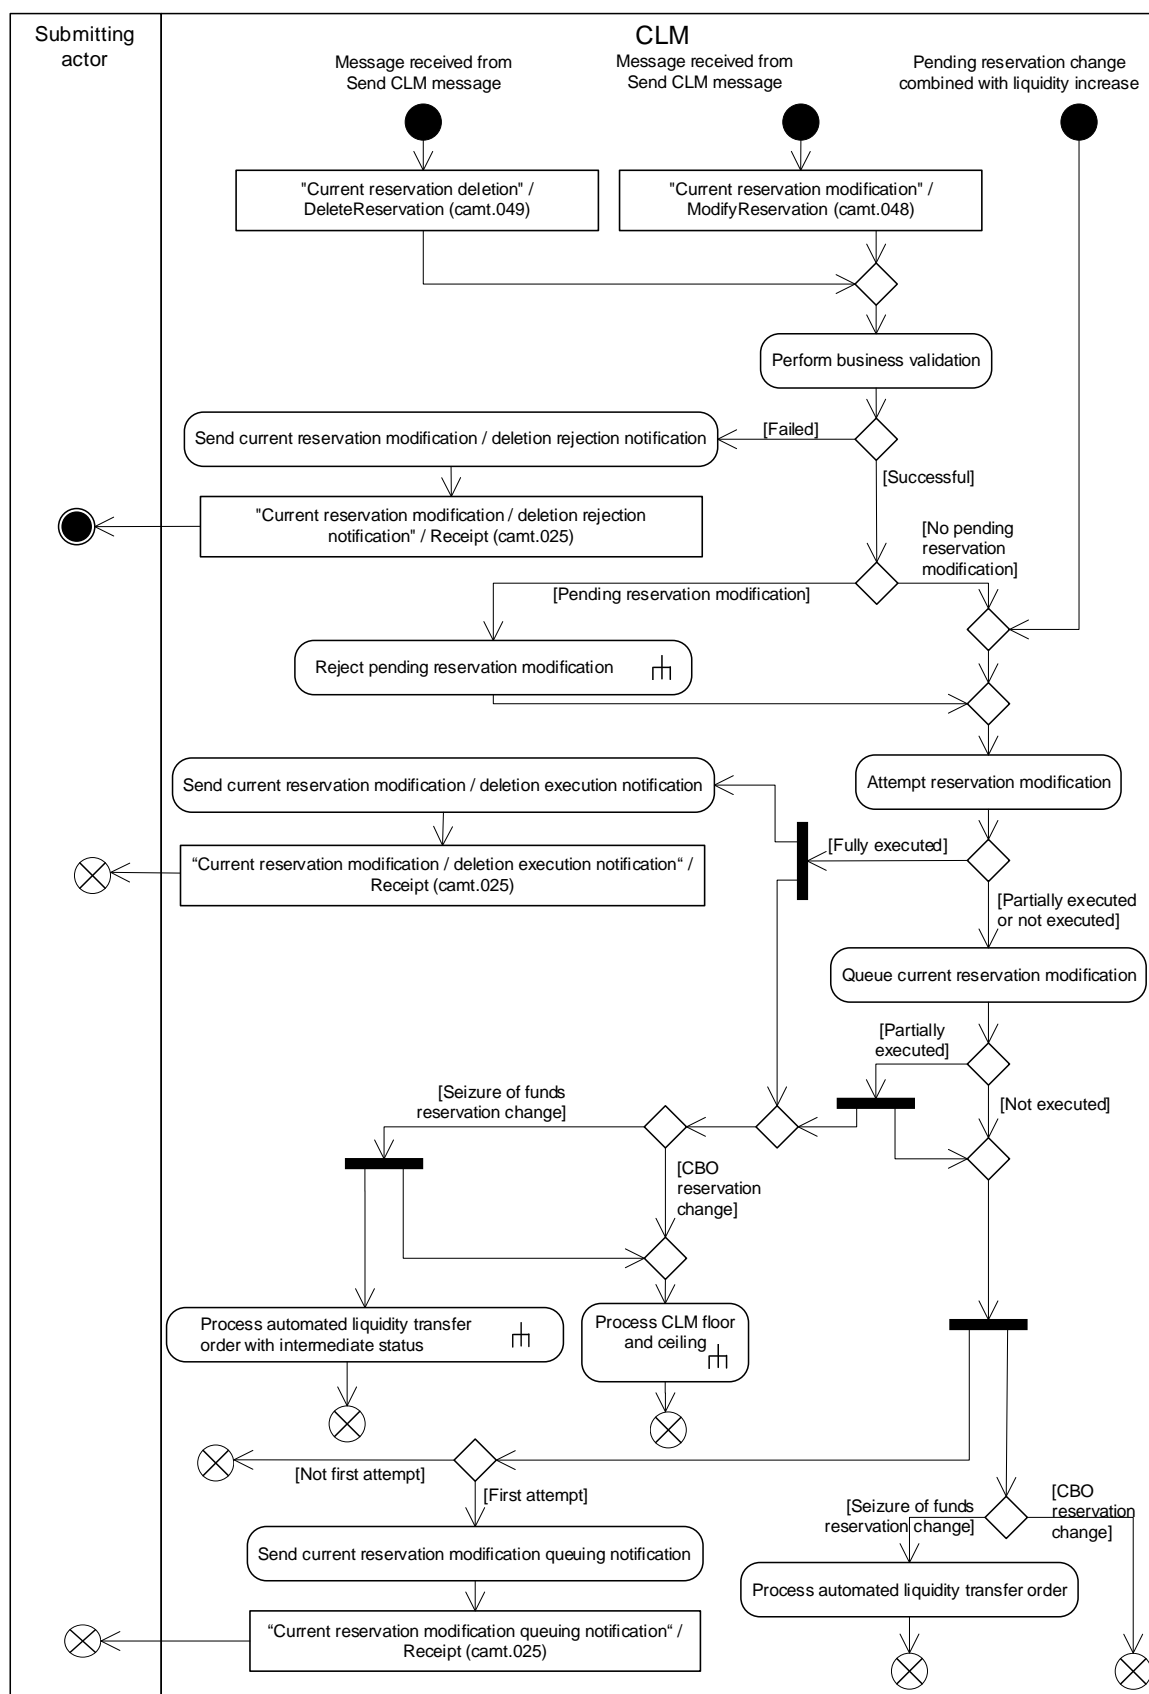 Submitting
actor
CLM
Message received from
Send CLM message
Message received from
Send CLM message
Pending reservation change
combined with liquidity increase
"Current reservation deletion" /
DeleteReservation (camt.049)
"Current reservation modification" /
ModifyReservation (camt.048)
Perform business validation
Send current reservation modification / deletion rejection notification
[Failed]
[Successful]
"Current reservation modification / deletion rejection
notification" / Receipt (camt.025)
[No pending
reservation
modification]
[Pending reservation modification]
Reject pending reservation modification
Send current reservation modification / deletion execution notification
Attempt reservation modification
“Current reservation modification / deletion execution notification“ /
Receipt (camt.025)
[Fully executed]
[Partially executed
or not executed]
Queue current reservation modification
[Partially
executed]
[Seizure of funds
reservation change]
[Not executed]
[CBO
reservation
change]
Process automated liquidity transfer
order with intermediate status
Process CLM floor
and ceiling
[Not first attempt]
[First attempt]
[Seizure of funds
reservation change]
[CBO
reservation
change]
Send current reservation modification queuing notification
Process automated liquidity transfer order
“Current reservation modification queuing notification“ /
Receipt (camt.025)